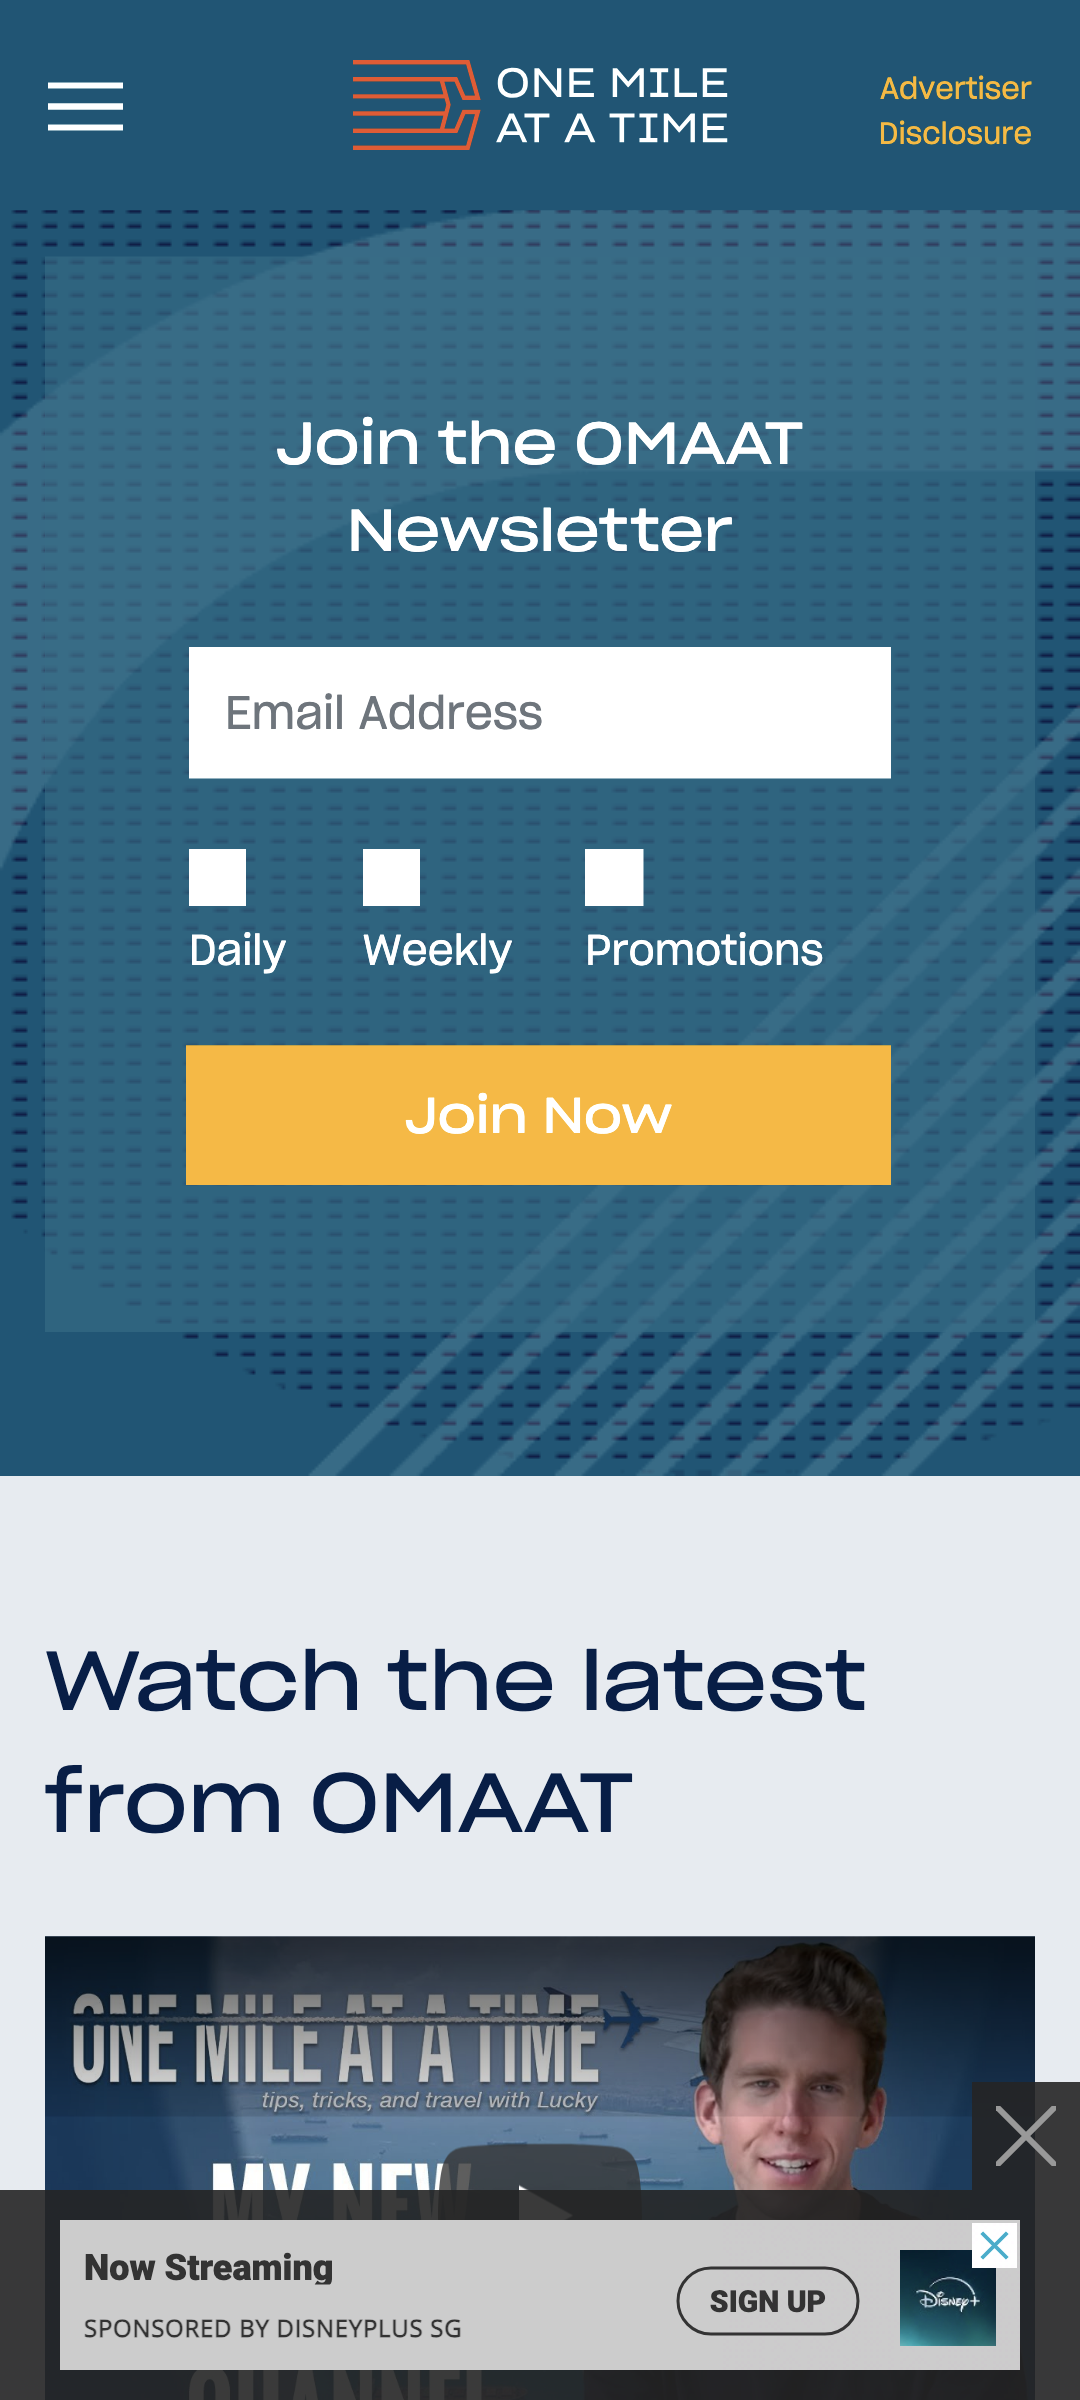 ONE MILE
AT A TIME
Advertiser
Disclosure
Join the OMAAT
Newsletter
Email Address
Daily
Weekly
Promotions
Join Now
Watch the latest
from OMAAT
ONE MILE AT A TIME
tips, tricks, and travel with Lucky
MY NEW
Now Streaming
SPONSORED BY DISNEYPLUS SG
SIGN UP
Disney+
CHANNEL